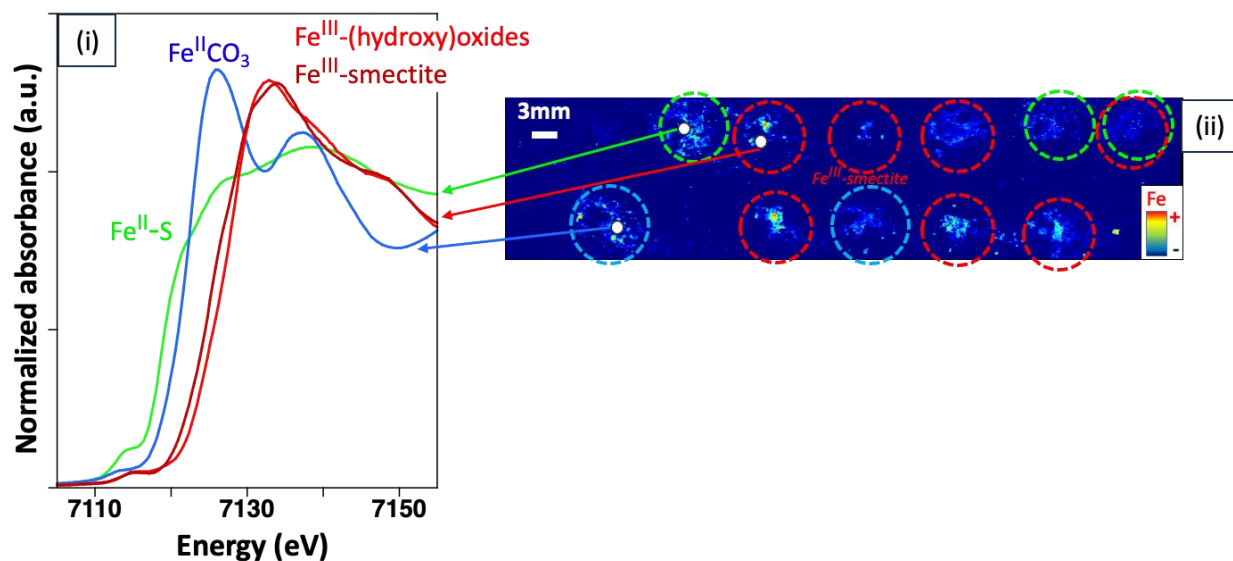 (i)
Fe^II CO₃
Fe^III-(hydroxy)oxides
Fe^III-smectite
Fe^II-S
Normalized absorbance (a.u.)
7110
7130
7150
Energy (eV)
3mm
(ii)
Fe^III-smectite
Fe
+
-